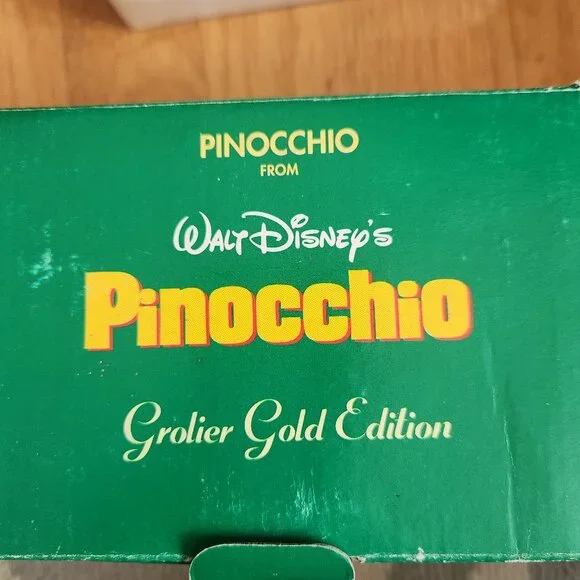 PINOCCHIO
FROM
WALT DISNEY'S
Pinocchio
Grolier Gold Edition